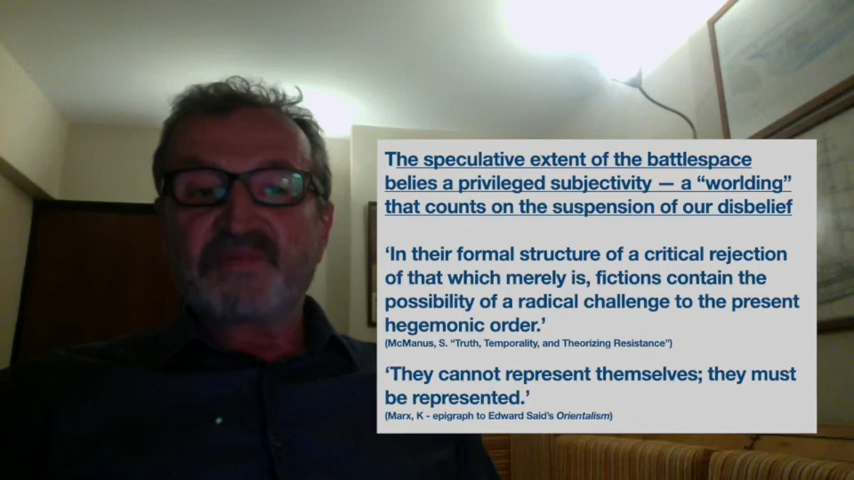 The speculative extent of the battlespace
belies a privileged subjectivity — a “worlding”
that counts on the suspension of our disbelief
‘In their formal structure of a critical rejection
of that which merely is, fictions contain the
possibility of a radical challenge to the present
hegemonic order.’
(McManus, S. “Truth, Temporality, and Theorizing Resistance”)
‘They cannot represent themselves; they must
be represented.’
(Marx, K - epigraph to Edward Said’s Orientalism)